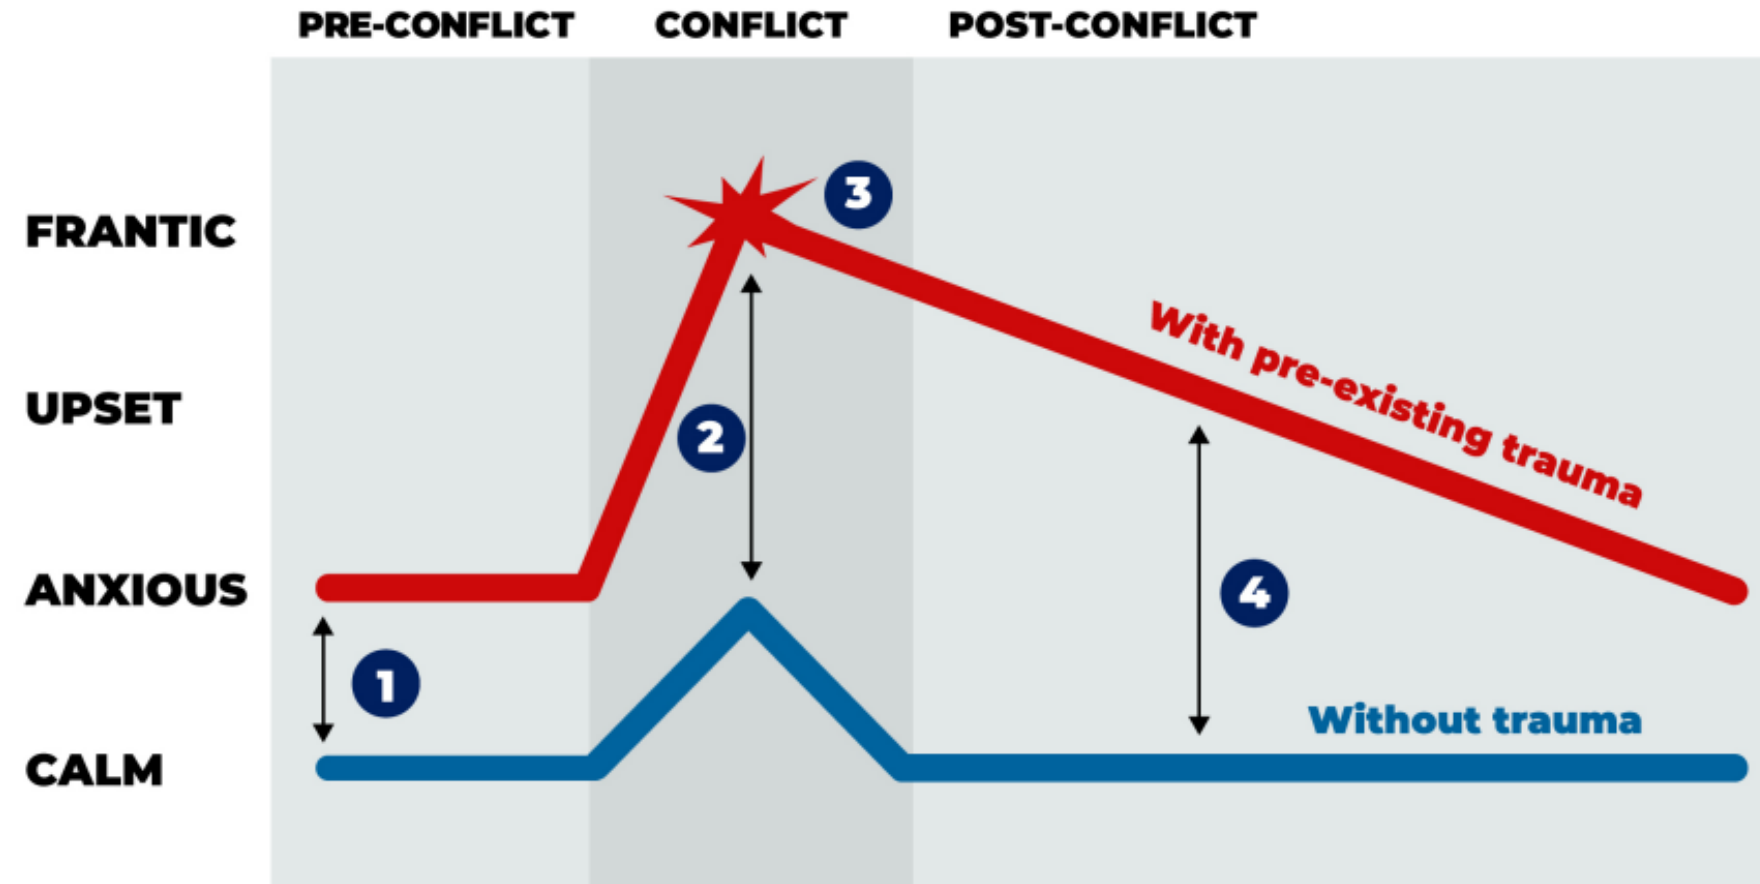 PRE-CONFLICT
CONFLICT
POST-CONFLICT
FRANTIC
3
With pre-existing trauma
UPSET
2
ANXIOUS
4
1
Without trauma
CALM